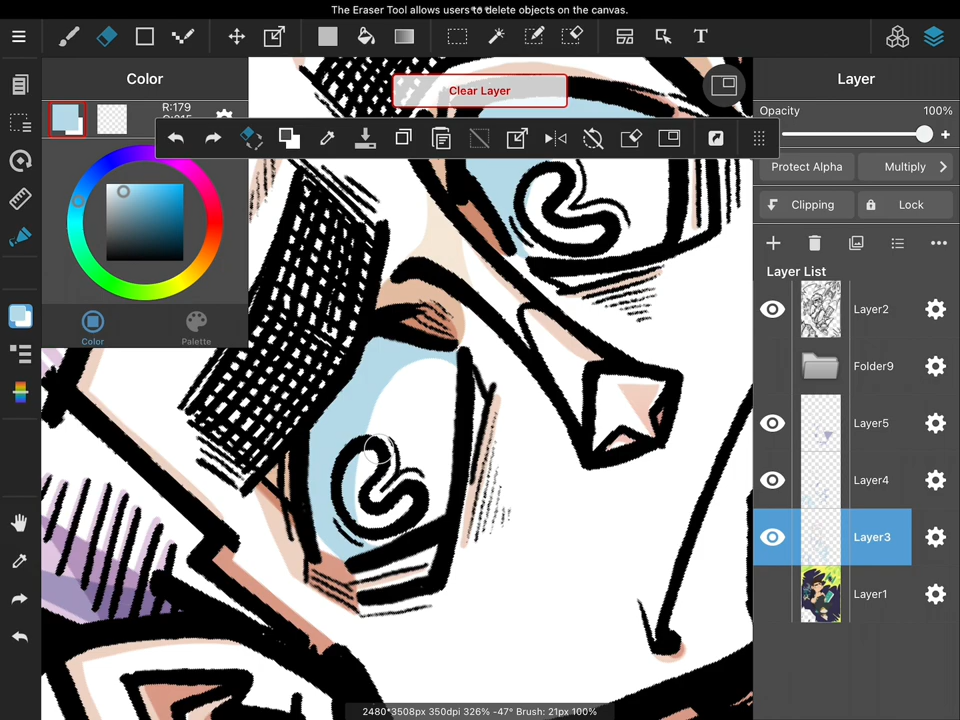 The Eraser Tool allows users to delete objects on the canvas.
T
Color
Clear Layer
Layer
R:179
Opacity 100%
Protect Alpha
Multiply
Clipping
Lock
Layer List
Layer2
Folder9
Layer5
Layer4
Layer3
Layer1
Color
Palette
2480*3508px 350dpi 326% -47° Brush: 21px 100%